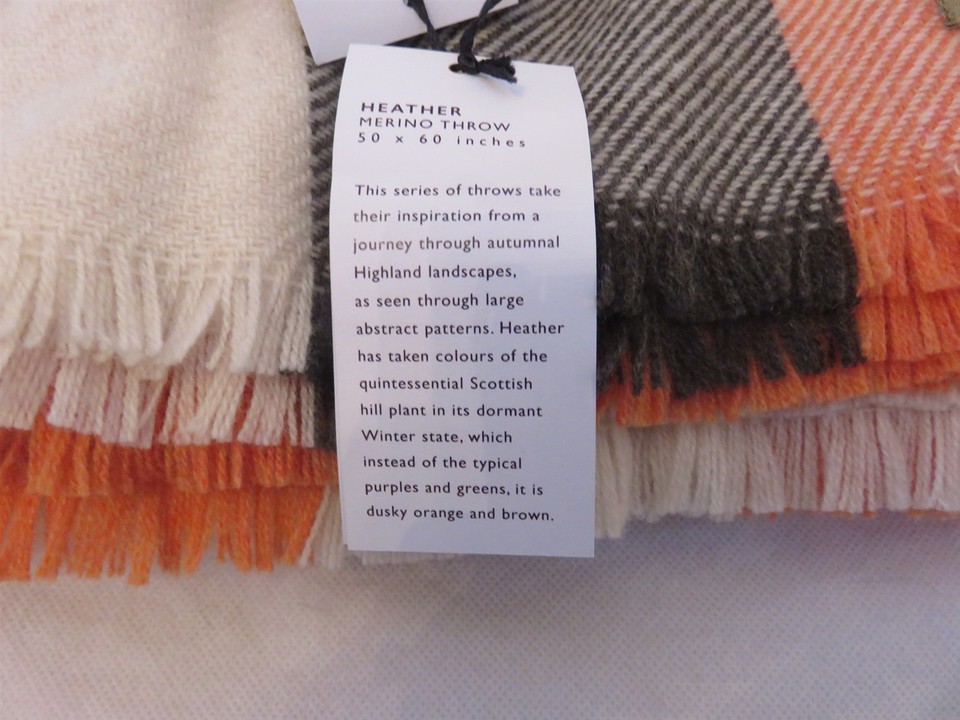 HEATHER
MERINO THROW
50 x 60 inches
This series of throws take
their inspiration from a
journey through autumnal
Highland landscapes,
as seen through large
abstract patterns. Heather
has taken colours of the
quintessential Scottish
hill plant in its dormant
Winter state, which
instead of the typical
purples and greens, it is
dusky orange and brown.